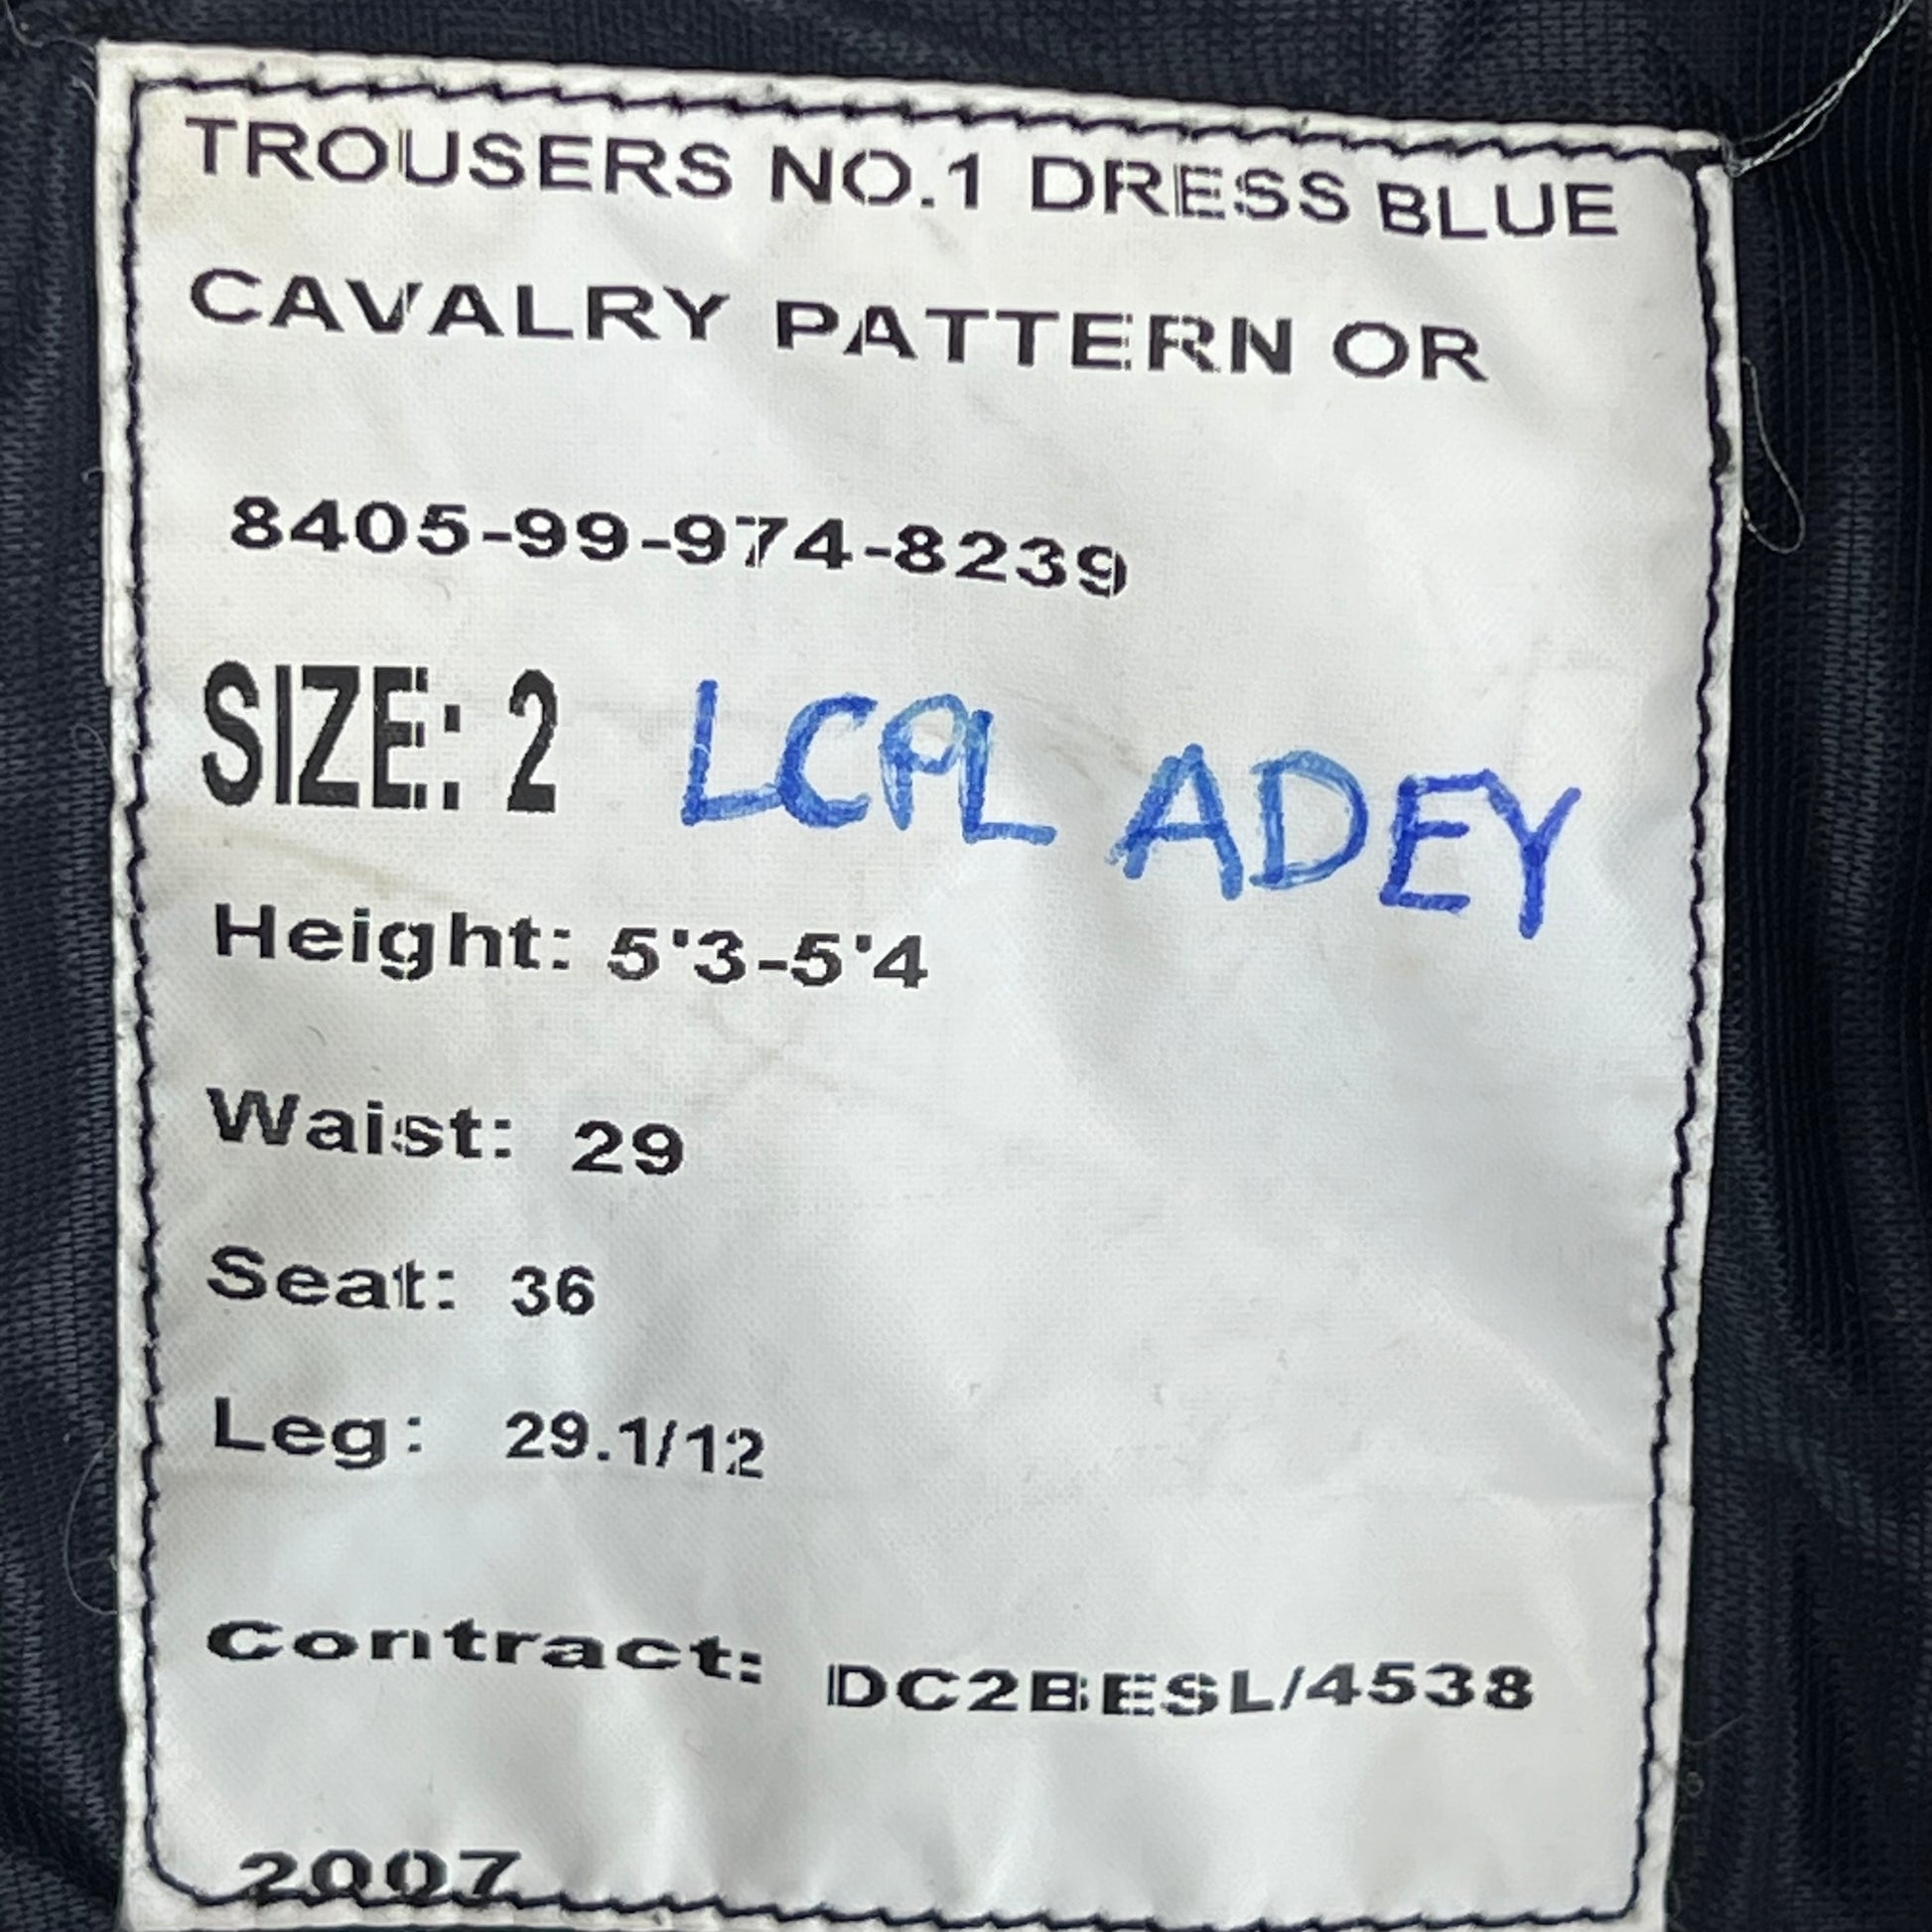 TROUSERS NO.1 DRESS BLUE
CAVALRY PATTERN OR
8405-99-974-8239
SIZE: 2 LCPL ADEY
Height: 5'3-5'4
Waist: 29
Seat: 36
Leg: 29.1/12
Contract: DC2BESL/4538
2007